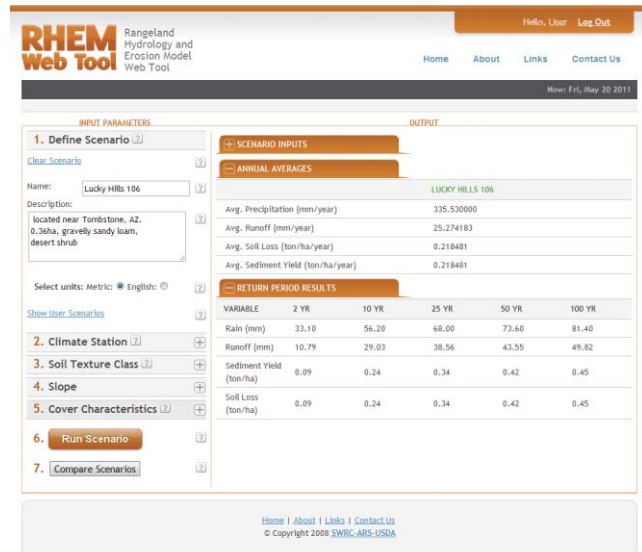 Hello, User Log Out
RHEM
Web Tool
Rangeland
Hydrology and
Erosion Model
Web Tool
Home About Links Contact Us
Now: Fri, May 20 2011
INPUT PARAMETERS
OUTPUT
1. Define Scenario [?]
Clear Scenario [?]
Name: Lucky Hills 106 [?]
Description: [?]
located near Tombstone, AZ.
0.36ha, gravelly sandy loam,
desert shrub
Select units: Metric: English: [?]
Show User Scenarios [?]
2. Climate Station [?] +
3. Soil Texture Class [?] +
4. Slope +
5. Cover Characteristics [?] +
6. Run Scenario [?]
7. Compare Scenarios [?]
+ SCENARIO INPUTS
- ANNUAL AVERAGES
LUCKY HILLS 106
Avg. Precipitation (mm/year) 335.530000
Avg. Runoff (mm/year) 25.274183
Avg. Soil Loss (ton/ha/year) 0.218481
Avg. Sediment Yield (ton/ha/year) 0.218481
- RETURN PERIOD RESULTS
VARIABLE 2 YR 10 YR 25 YR 50 YR 100 YR
Rain (mm) 33.10 56.20 68.00 73.60 81.40
Runoff (mm) 10.79 29.03 38.56 43.55 49.82
Sediment Yield
(ton/ha) 0.09 0.24 0.34 0.42 0.45
Soil Loss
(ton/ha) 0.09 0.24 0.34 0.42 0.45
Home | About | Links | Contact Us
© Copyright 2008 SWRC-ARS-USDA